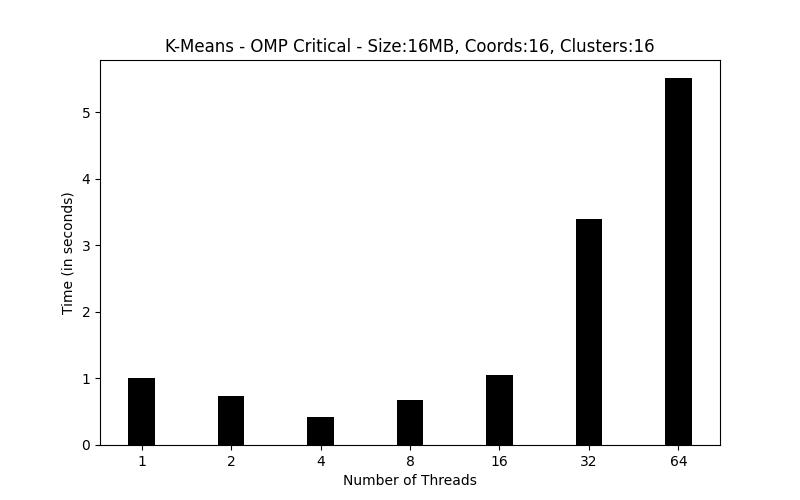 K-Means - OMP Critical - Size:16MB, Coords:16, Clusters:16
Time (in seconds)
5
4
3
2
1
0
1 2 4 8 16 32 64
Number of Threads